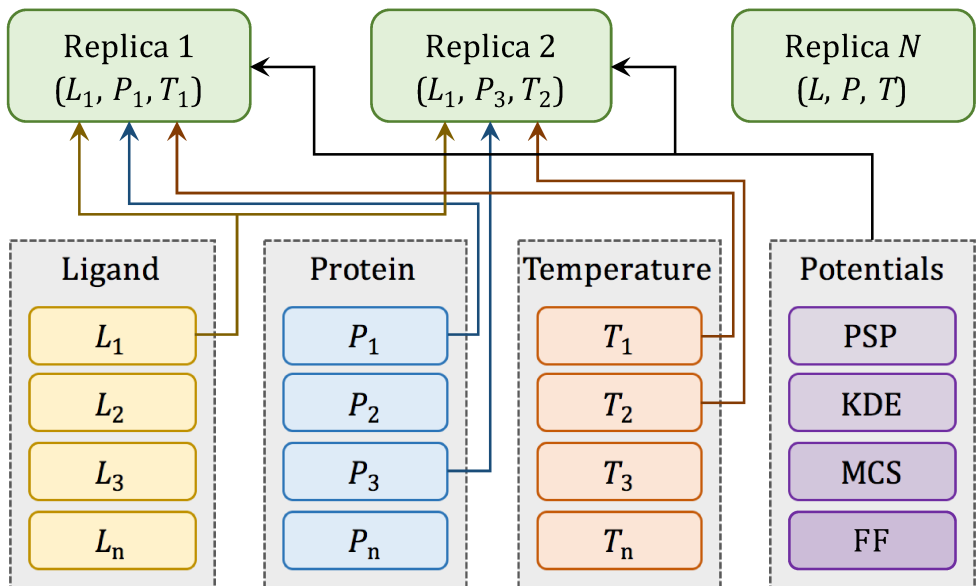 Replica 1
(L₁, P₁, T₁)
Replica 2
(L₁, P₃, T₂)
Replica N
(L, P, T)
Ligand
L₁
L₂
L₃
Lₙ
Protein
P₁
P₂
P₃
Pₙ
Temperature
T₁
T₂
T₃
Tₙ
Potentials
PSP
KDE
MCS
FF